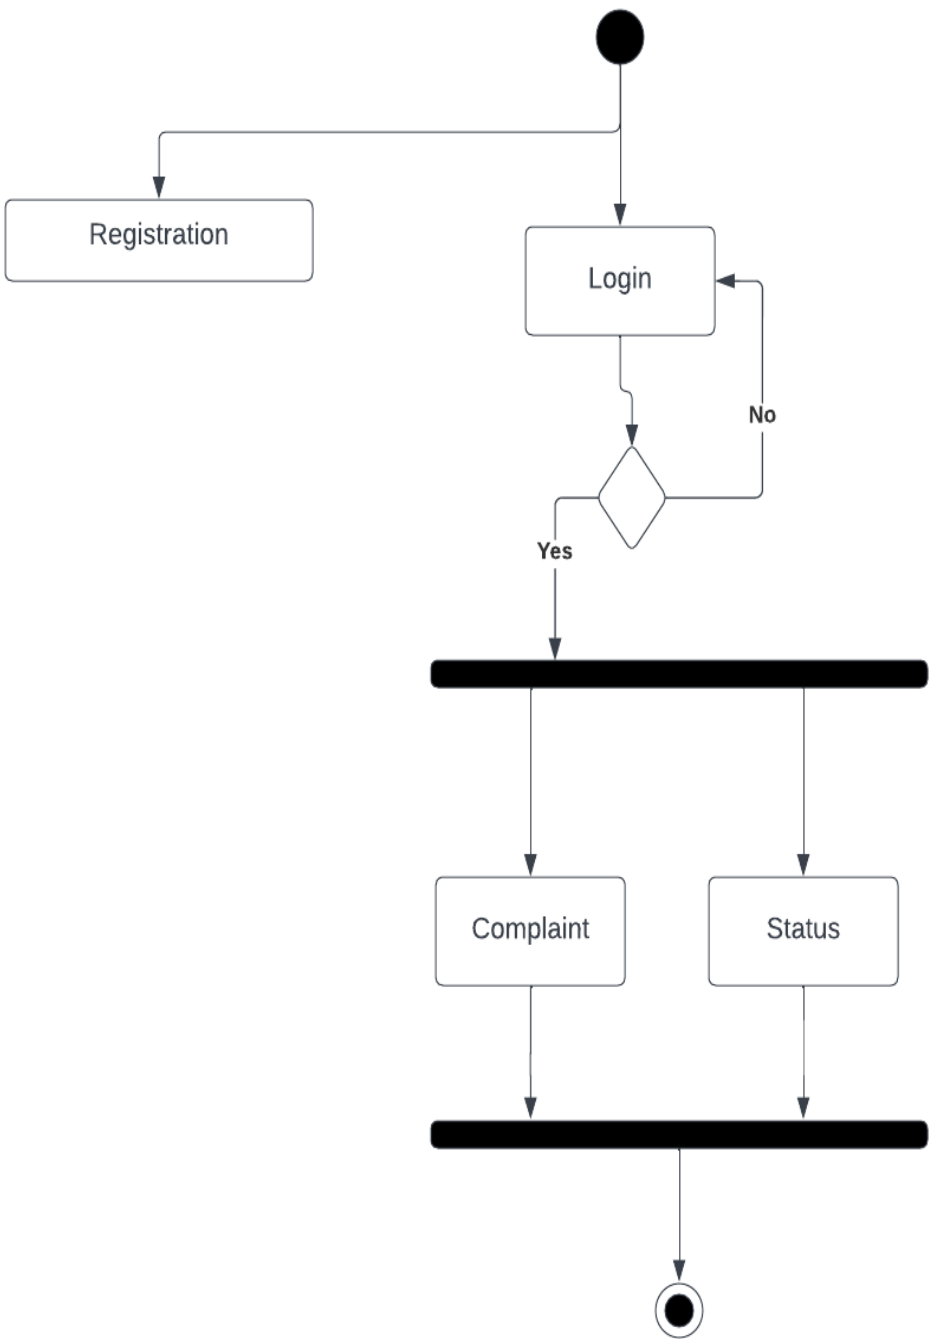 Registration
Login
No
Yes
Complaint
Status